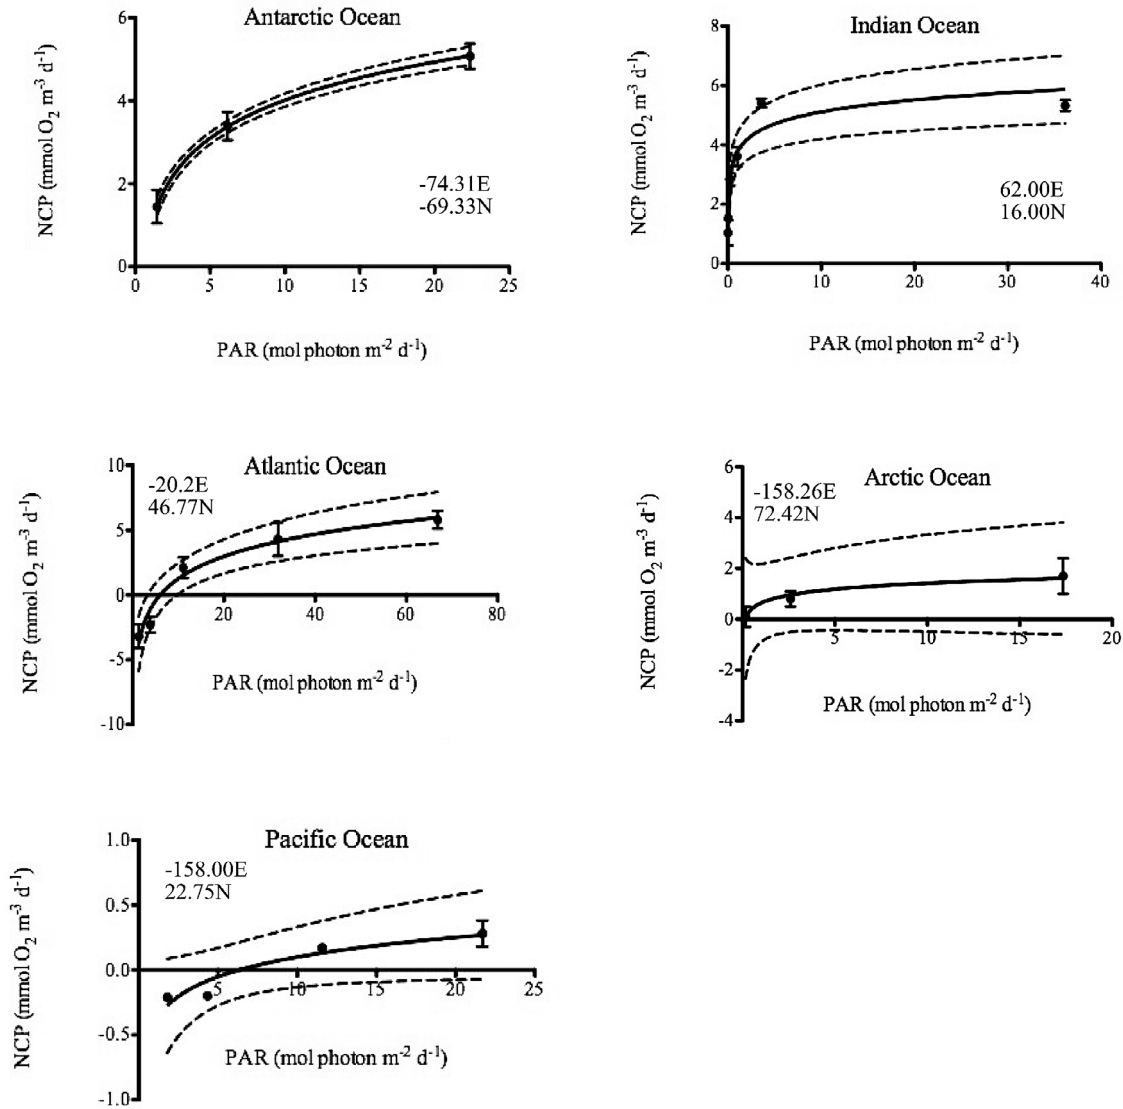 Antarctic Ocean
6
4
2
0
NCP (mmol O2 m-3 d-1)
-74.31E
-69.33N
0 5 10 15 20 25
PAR (mol photon m-2 d-1)
Indian Ocean
8
6
4
2
0
NCP (mmol O2 m-3 d-1)
62.00E
16.00N
0 10 20 30 40
PAR (mol photon m-2 d-1)
Atlantic Ocean
-20.2E
46.77N
10
5
0
-5
-10
NCP (mmol O2 m-3 d-1)
20 40 60 80
PAR (mol photon m-2 d-1)
Arctic Ocean
-158.26E
72.42N
6
4
2
0
-2
-4
NCP (mmol O2 m-3 d-1)
5 10 15 20
PAR (mol photon m-2 d-1)
Pacific Ocean
-158.00E
22.75N
1.0
0.5
0.0
-0.5
-1.0
NCP (mmol O2 m-3 d-1)
5 10 15 20 25
PAR (mol photon m-2 d-1)